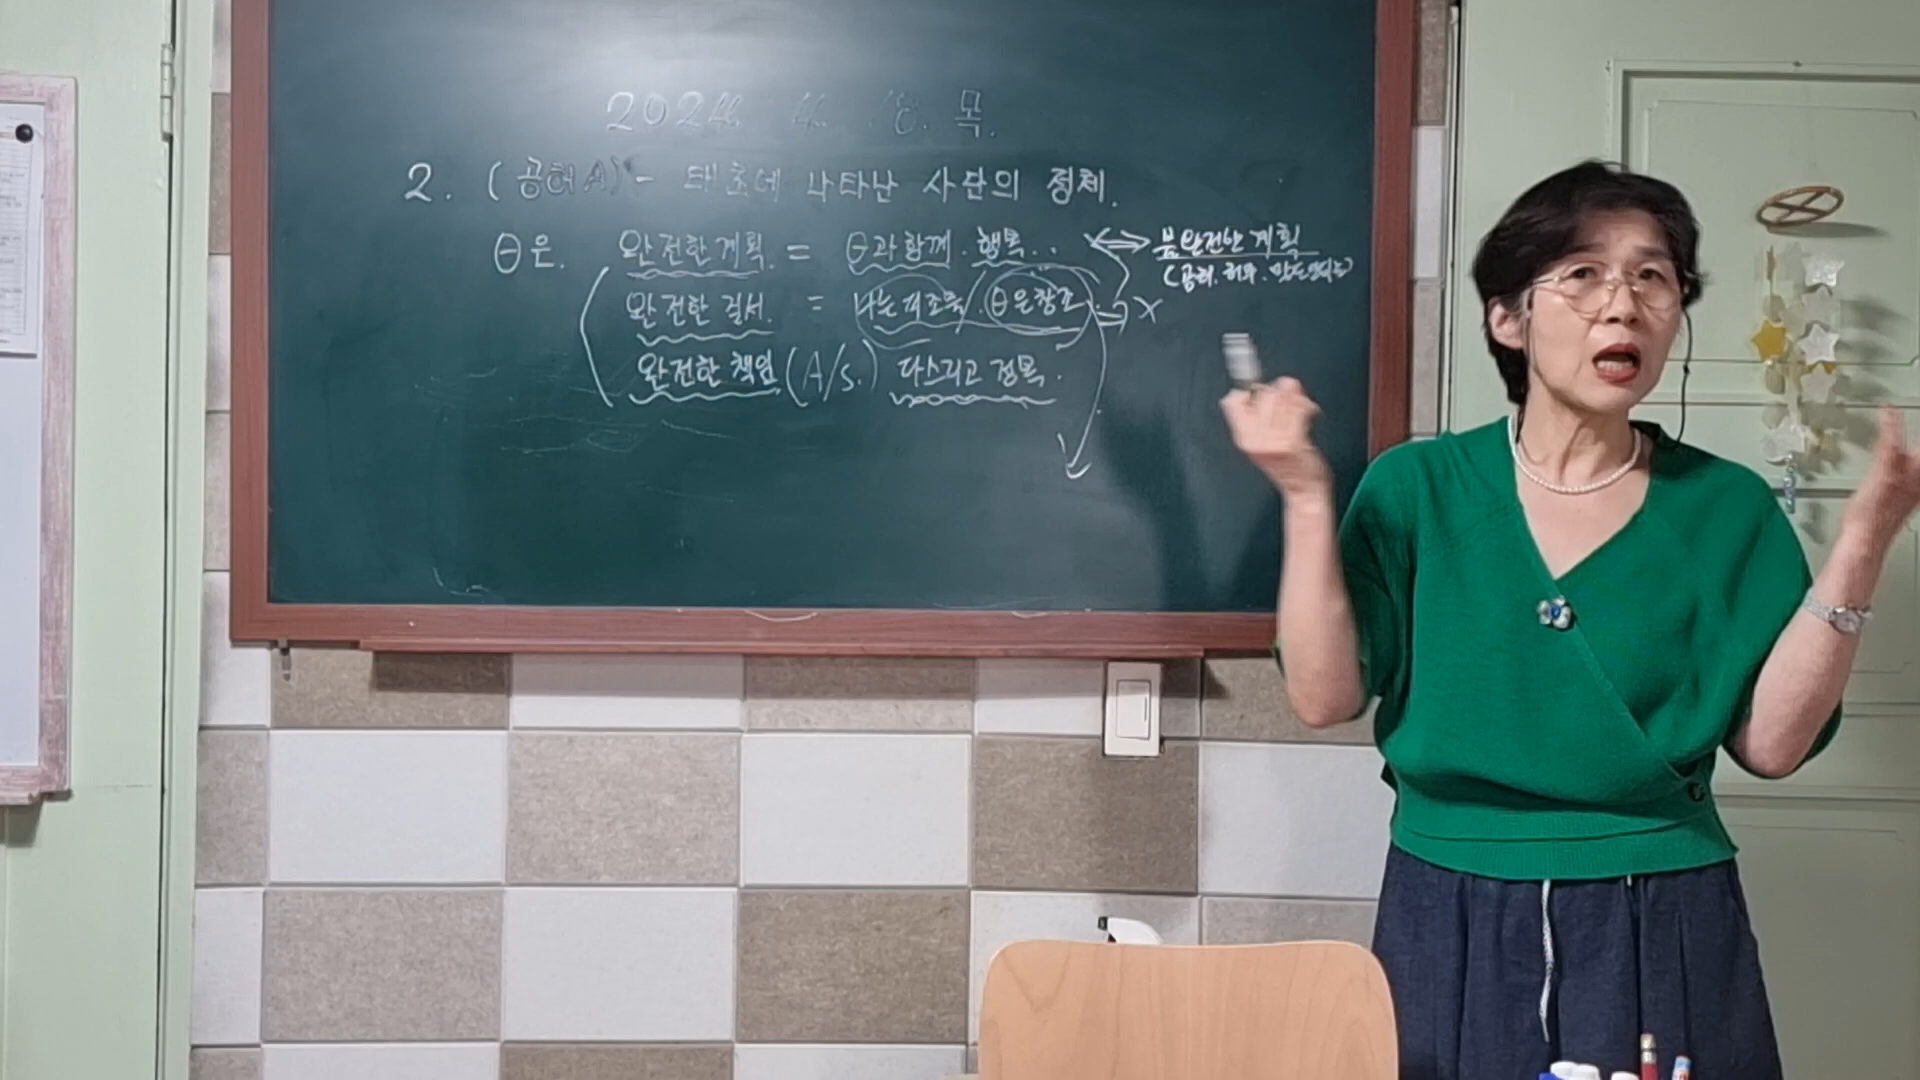 2024. 4. 18. 목.
2. (공허A) - 태초에 나타난 사단의 정체.
θ은. 완전한 계획. = θ과 함께. 행복.. ↔ 불완전한 계획
(공허. 허무.
완전한 질서. = 나는 피조물/. θ은 창조. ⇒ X
완전한 책임 (A/s.) 다스리고 정복.